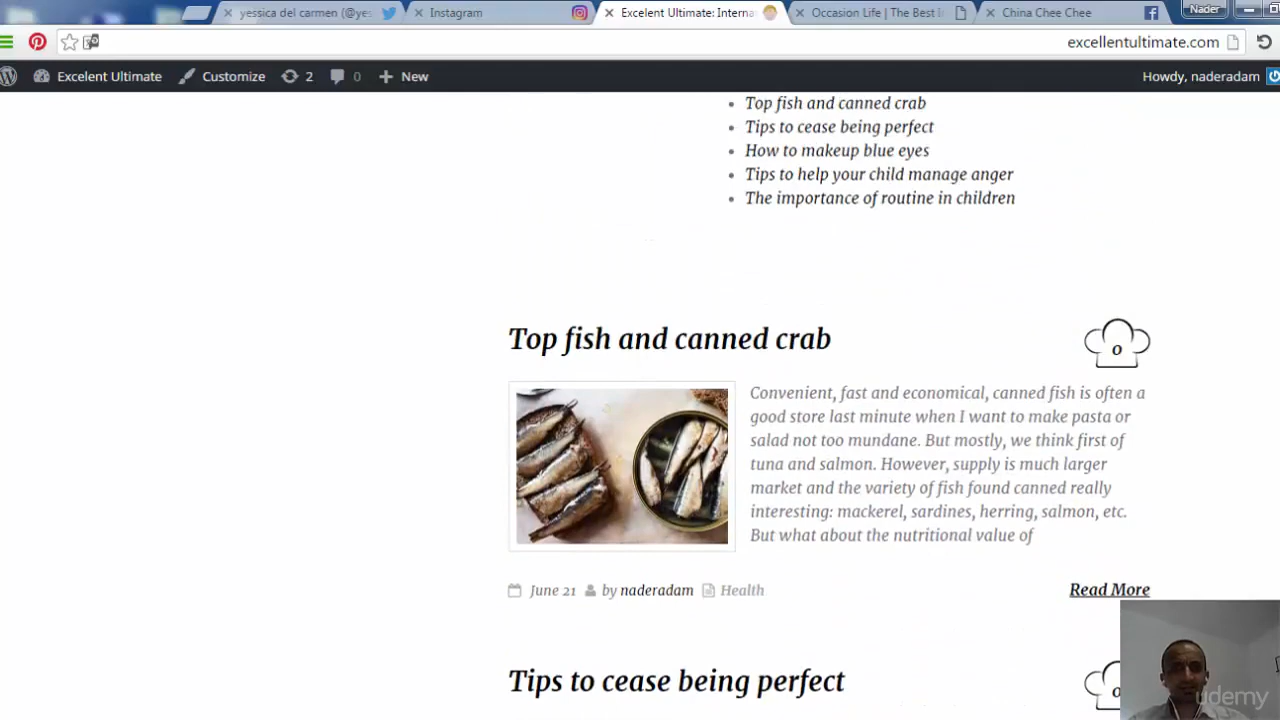 yessica del carmen (@yes
Instagram
Excelent Ultimate: Interna
Occasion Life | The Best I
China Chee Chee
Nader
excellentultimate.com
Excelent Ultimate
Customize
2
0
New
Howdy, naderadam
Top fish and canned crab
Tips to cease being perfect
How to makeup blue eyes
Tips to help your child manage anger
The importance of routine in children
Top fish and canned crab
0
Convenient, fast and economical, canned fish is often a
good store last minute when I want to make pasta or
salad not too mundane. But mostly, we think first of
tuna and salmon. However, supply is much larger
market and the variety of fish found canned really
interesting: mackerel, sardines, herring, salmon, etc.
But what about the nutritional value of
June 21 by naderadam Health
Read More
Tips to cease being perfect
0
udemy